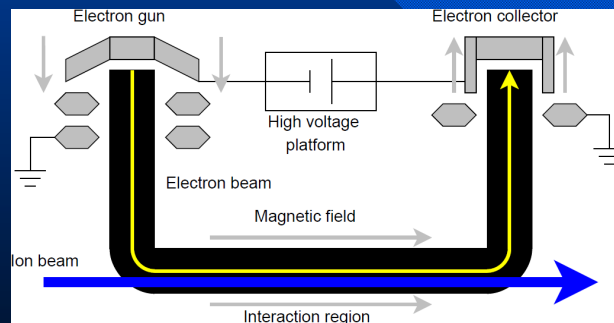 Electron gun
Electron collector
High voltage
platform
Electron beam
Magnetic field
Ion beam
Interaction region